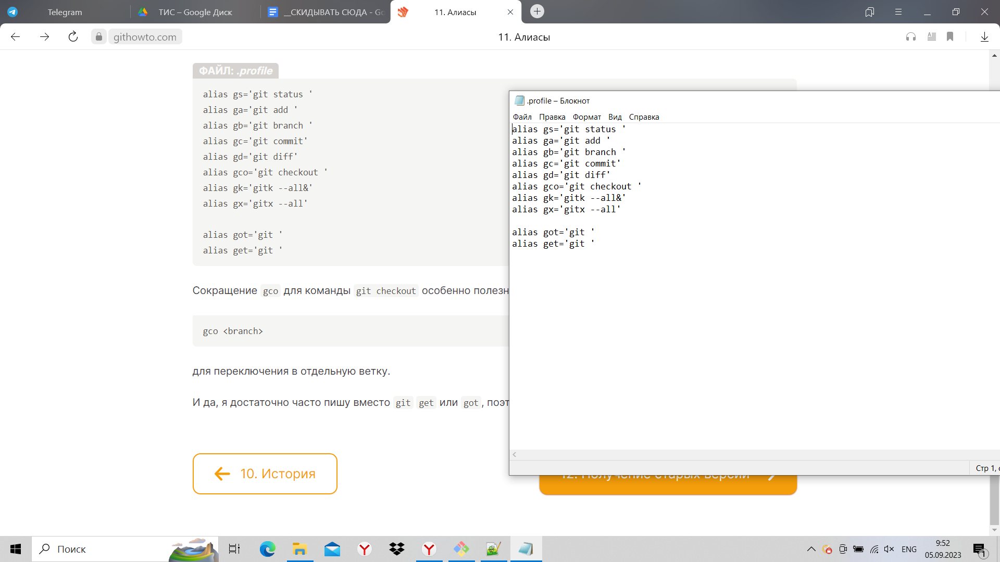 Telegram
ТИС – Google Диск
__СКИДЫВАТЬ СЮДА - Go
11. Алиасы
githowto.com
11. Алиасы
ФАЙЛ: .profile
alias gs='git status '
alias ga='git add '
alias gb='git branch '
alias gc='git commit'
alias gd='git diff'
alias gco='git checkout '
alias gk='gitk --all&'
alias gx='gitx --all'
alias got='git '
alias get='git '
Сокращение gco для команды git checkout особенно полезн
gco <branch>
для переключения в отдельную ветку.
И да, я достаточно часто пишу вместо git get или got, поэт
10. История
12. Получение старых версий
.profile – Блокнот
Файл Правка Формат Вид Справка
alias gs='git status '
alias ga='git add '
alias gb='git branch '
alias gc='git commit'
alias gd='git diff'
alias gco='git checkout '
alias gk='gitk --all&'
alias gx='gitx --all'
alias got='git '
alias get='git '
Стр 1,
Поиск
ENG
9:52
05.09.2023
1